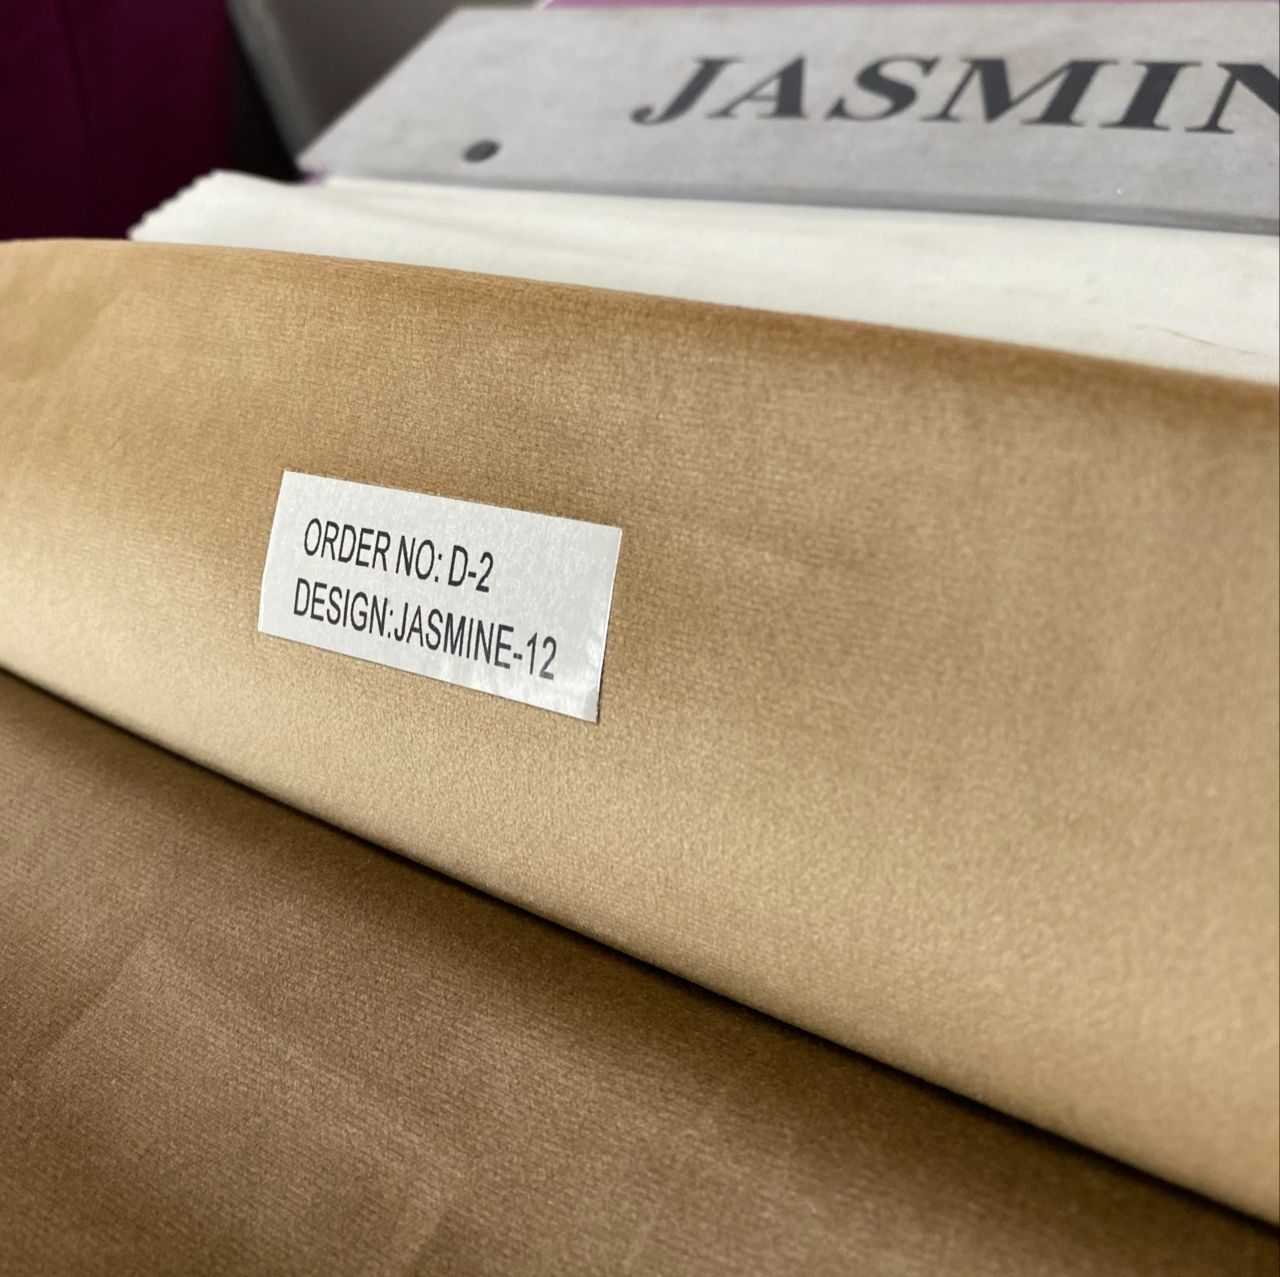 JASMIN
ORDER NO: D-2
DESIGN:JASMINE-12